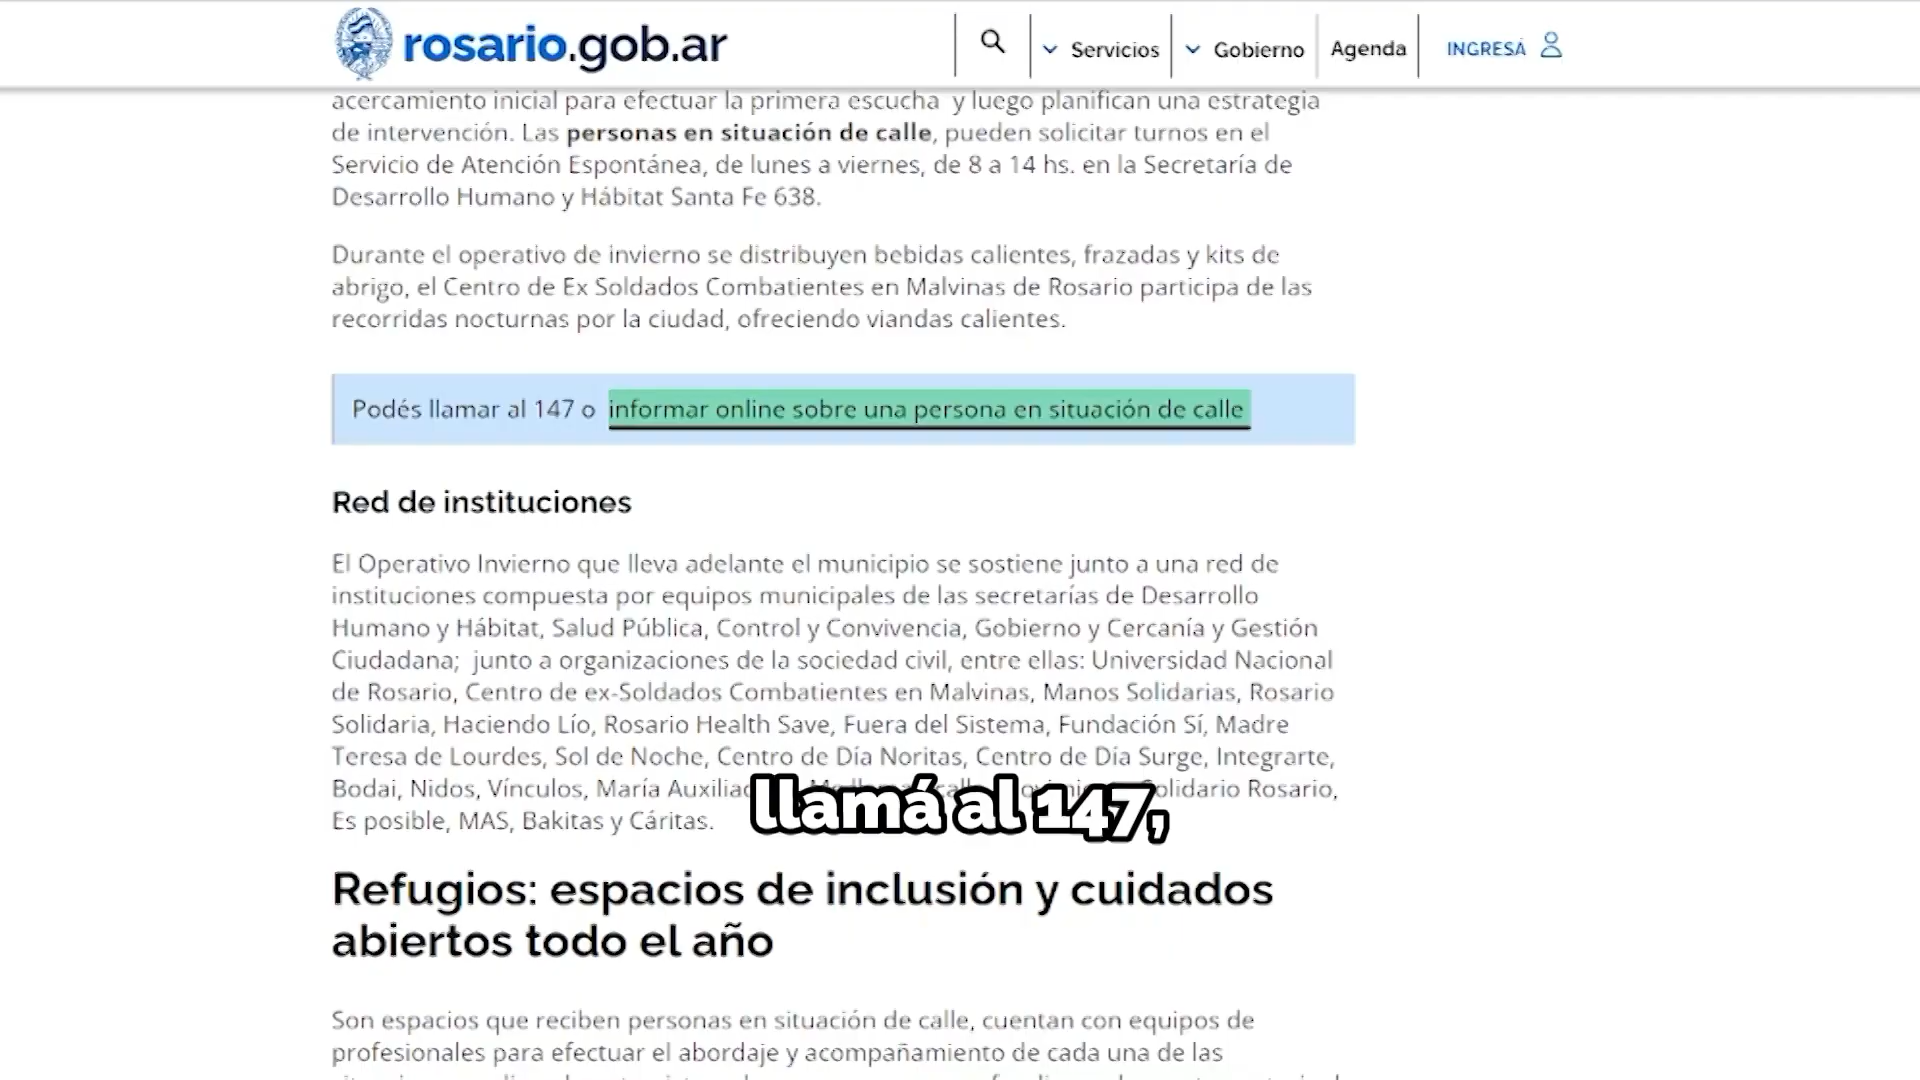 rosario.gob.ar
Servicios
Gobierno
Agenda
INGRESÁ
acercamiento inicial para efectuar la primera escucha y luego planifican una estrategia
de intervención. Las personas en situación de calle, pueden solicitar turnos en el
Servicio de Atención Espontánea, de lunes a viernes, de 8 a 14 hs. en la Secretaría de
Desarrollo Humano y Hábitat Santa Fe 638.
Durante el operativo de invierno se distribuyen bebidas calientes, frazadas y kits de
abrigo, el Centro de Ex Soldados Combatientes en Malvinas de Rosario participa de las
recorridas nocturnas por la ciudad, ofreciendo viandas calientes.
Podés llamar al 147 o informar online sobre una persona en situación de calle
Red de instituciones
El Operativo Invierno que lleva adelante el municipio se sostiene junto a una red de
instituciones compuesta por equipos municipales de las secretarías de Desarrollo
Humano y Hábitat, Salud Pública, Control y Convivencia, Gobierno y Cercanía y Gestión
Ciudadana; junto a organizaciones de la sociedad civil, entre ellas: Universidad Nacional
de Rosario, Centro de ex-Soldados Combatientes en Malvinas, Manos Solidarias, Rosario
Solidaria, Haciendo Lío, Rosario Health Save, Fuera del Sistema, Fundación Sí, Madre
Teresa de Lourdes, Sol de Noche, Centro de Día Noritas, Centro de Día Surge, Integrarte,
Bodai, Nidos, Vínculos, María Rosario,
Es posible, MAS, Bakitas y Cáritas.
llamá al 147,
Refugios: espacios de inclusión y cuidados
abiertos todo el año
Son espacios que reciben personas en situación de calle, cuentan con equipos de
profesionales para efectuar el abordaje y acompañamiento de cada una de las